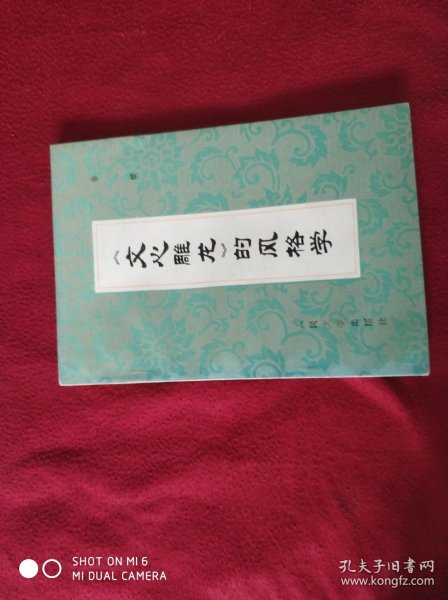 《文心雕龙》的风格学
人民文学出版社
SHOT ON MI 6
MI DUAL CAMERA
孔夫子旧书网
www.kongfz.com